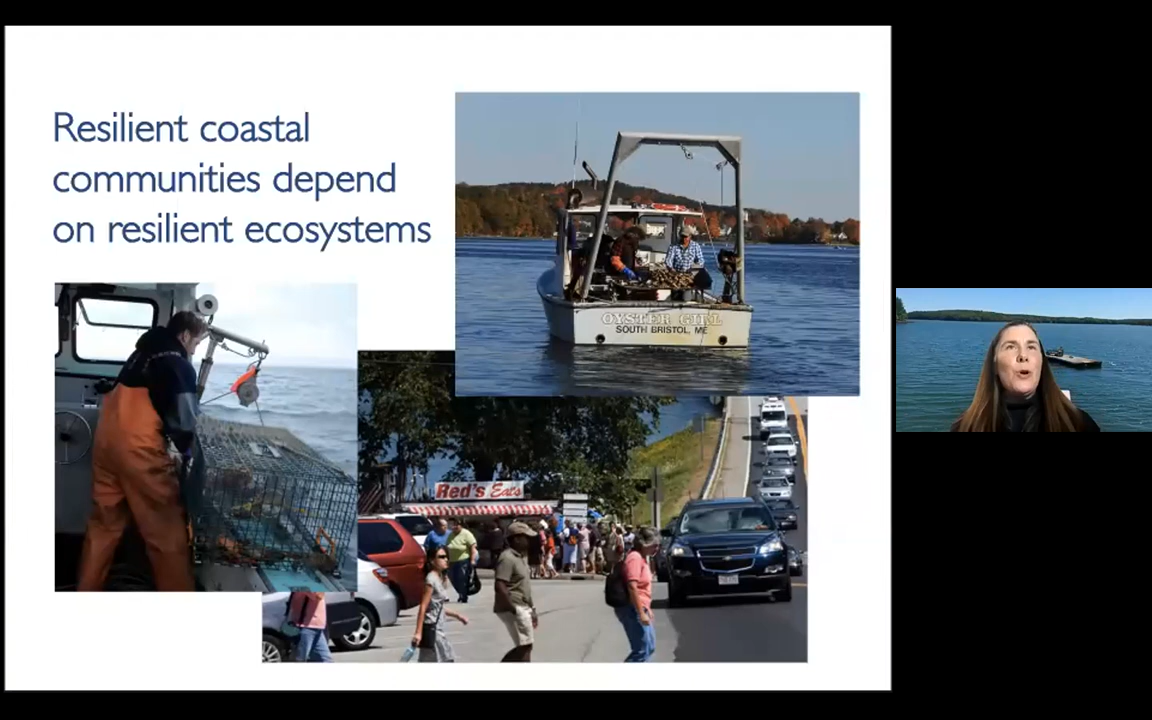 Resilient coastal
communities depend
on resilient ecosystems
OYSTER GIRL
SOUTH BRISTOL, ME
Red's Eats